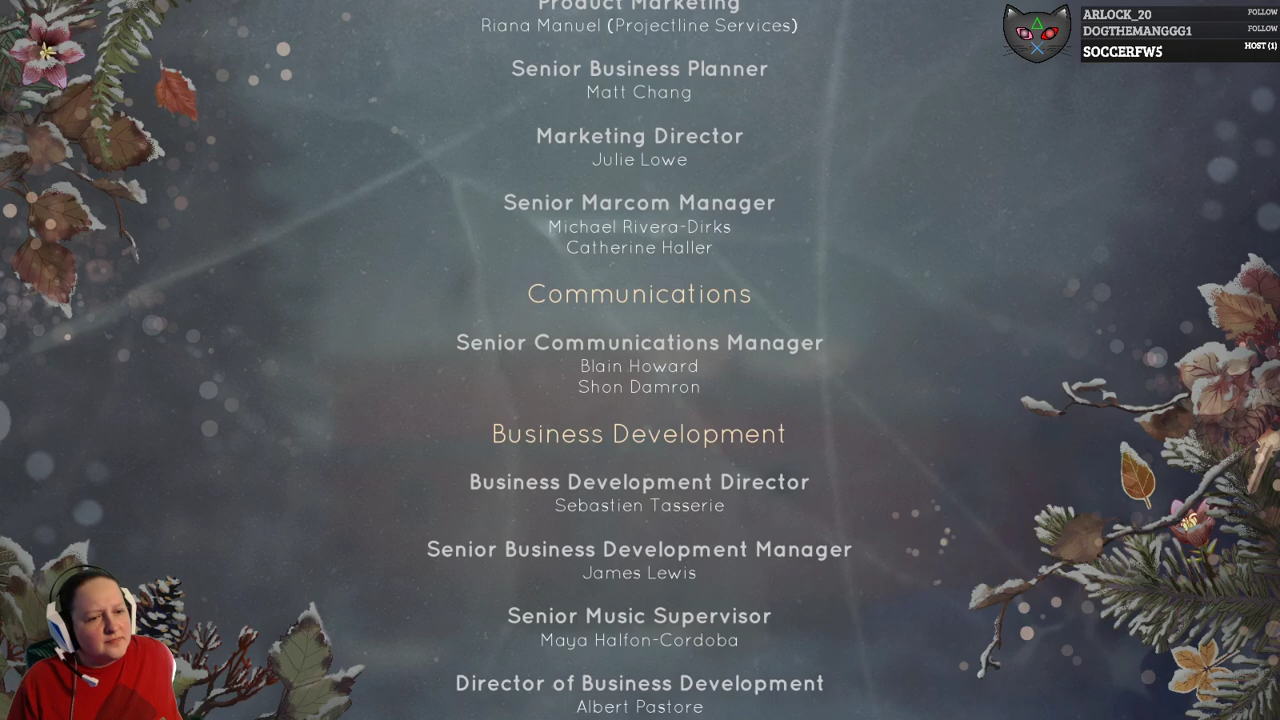 Product Marketing
Riana Manuel (Projectline Services)
Senior Business Planner
Matt Chang
Marketing Director
Julie Lowe
Senior Marcom Manager
Michael Rivera-Dirks
Catherine Haller
Communications
Senior Communications Manager
Blain Howard
Shon Damron
Business Development
Business Development Director
Sebastien Tasserie
Senior Business Development Manager
James Lewis
Senior Music Supervisor
Maya Halfon-Cordoba
Director of Business Development
Albert Pastore
ARLOCK_20 FOLLOW
DOGTHEMANGGG1 FOLLOW
SOCCERFW5 HOST (1)